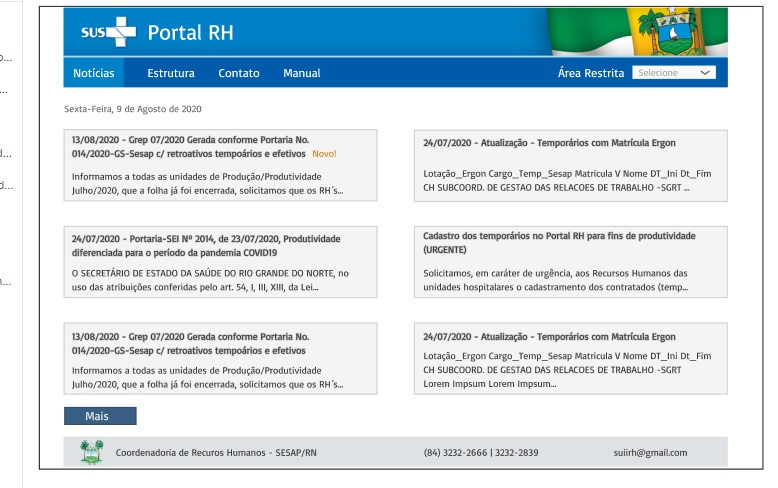 SUS Portal RH
Notícias Estrutura Contato Manual Área Restrita Selecione
Sexta-Feira, 9 de Agosto de 2020
13/08/2020 - Grep 07/2020 Gerada conforme Portaria No.
014/2020-GS-Sesap c/ retroativos tempoários e efetivos Novo!
Informamos a todas as unidades de Produção/Produtividade
Julho/2020, que a folha já foi encerrada, solicitamos que os RH´s...
24/07/2020 - Atualização - Temporários com Matrícula Ergon
Lotação_Ergon Cargo_Temp_Sesap Matricula V Nome DT_Ini Dt_Fim
CH SUBCOORD. DE GESTAO DAS RELACOES DE TRABALHO -SGRT ...
24/07/2020 - Portaria-SEI Nº 2014, de 23/07/2020, Produtividade
diferenciada para o período da pandemia COVID19
O SECRETÁRIO DE ESTADO DA SAÚDE DO RIO GRANDE DO NORTE, no
uso das atribuições conferidas pelo art. 54, I, III, XIII, da Lei...
Cadastro dos temporários no Portal RH para fins de produtividade
(URGENTE)
Solicitamos, em caráter de urgência, aos Recursos Humanos das
unidades hospitalares o cadastramento dos contratados (temp...
13/08/2020 - Grep 07/2020 Gerada conforme Portaria No.
014/2020-GS-Sesap c/ retroativos tempoários e efetivos
Informamos a todas as unidades de Produção/Produtividade
Julho/2020, que a folha já foi encerrada, solicitamos que os RH´s...
24/07/2020 - Atualização - Temporários com Matrícula Ergon
Lotação_Ergon Cargo_Temp_Sesap Matricula V Nome DT_Ini Dt_Fim
CH SUBCOORD. DE GESTAO DAS RELACOES DE TRABALHO -SGRT
Lorem Impsum Lorem Impsum...
Mais
Coordenadoria de Recuros Humanos - SESAP/RN (84) 3232-2666 | 3232-2839 suiirh@gmail.com